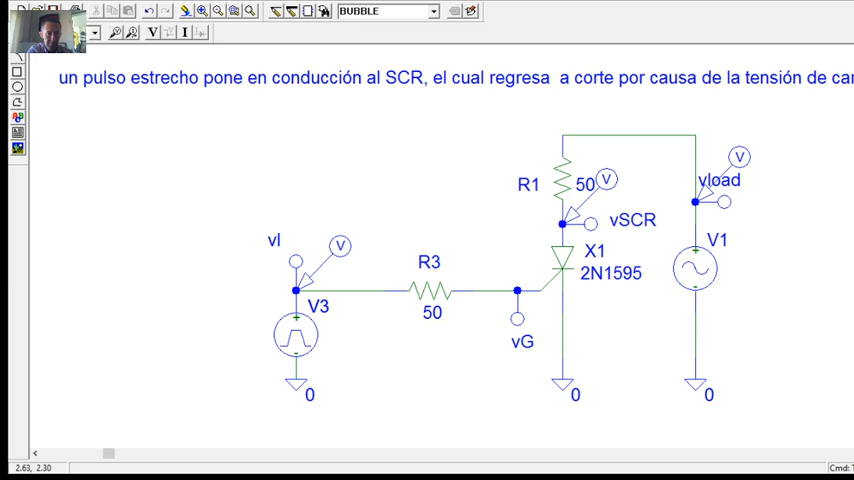 BUBBLE
V I
un pulso estrecho pone en conducción al SCR, el cual regresa a corte por causa de la tensión de car
V
vload
R1 50 V
vSCR
vI V
R3
X1
2N1595
V1
V3
50
vG
0
0
0
2.63, 2.30
Cmd: